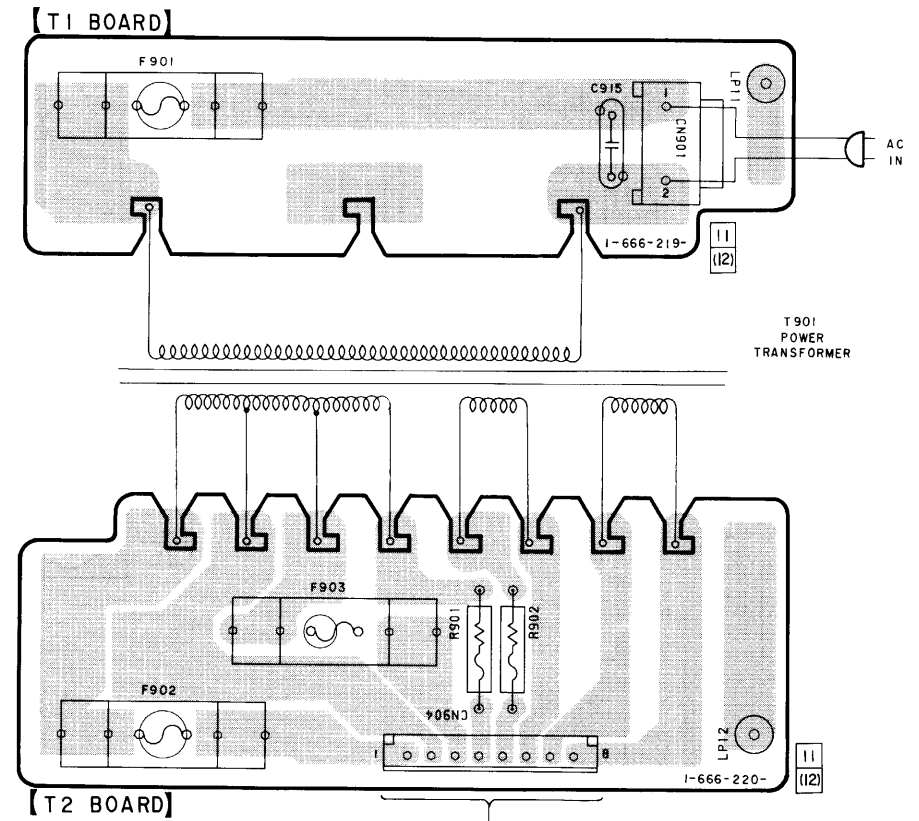 [T1 BOARD]
F901
C915
1
CN901
2
LP11
AC
IN
1-666-219-
11
(12)
T901
POWER
TRANSFORMER
F903
R901
R902
F902
CN904
1
8
LP12
1-666-220-
11
(12)
[T2 BOARD]